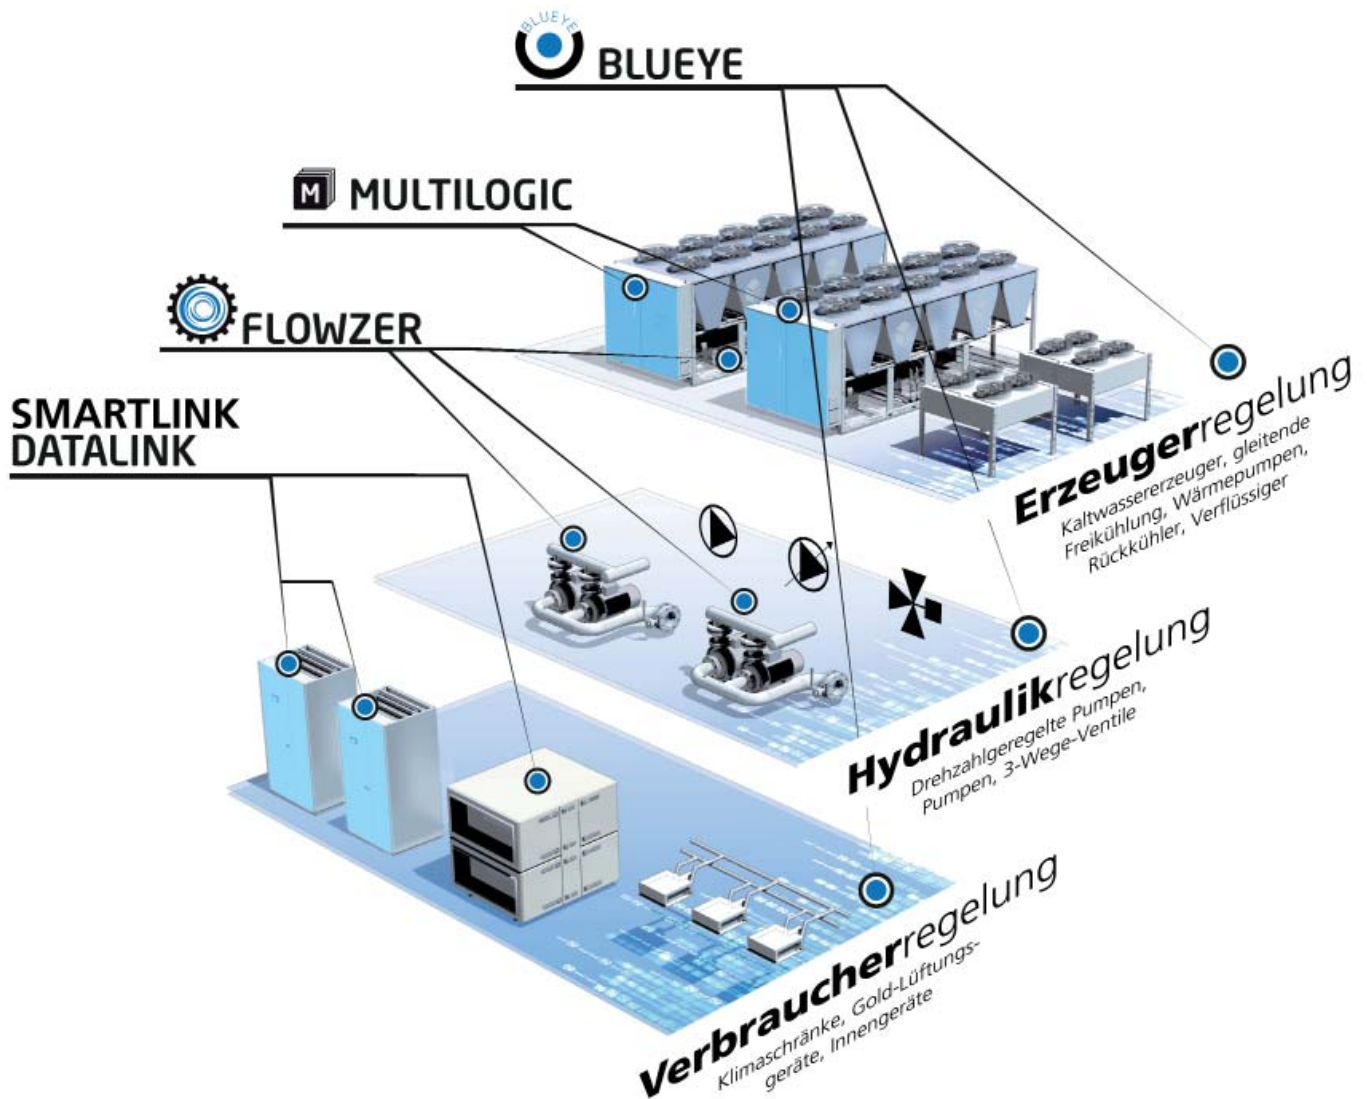 BLUEYE
BLUEYE
M MULTILOGIC
FLOWZER
SMARTLINK
DATALINK
Erzeugerregelung
Kaltwassererzeuger, gleitende
Freikühlung, Wärmepumpen,
Rückkühler, Verflüssiger
Hydraulikregelung
Drehzahlgeregelte Pumpen,
Pumpen, 3-Wege-Ventile
Verbraucherregelung
Klimaschränke, Gold-Lüftungs-
geräte, Innengeräte